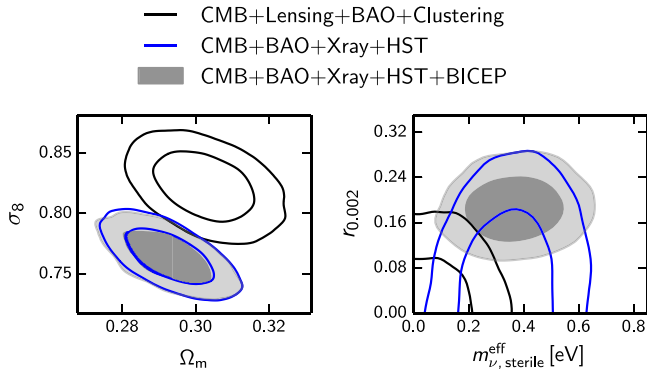 CMB+Lensing+BAO+Clustering
CMB+BAO+Xray+HST
CMB+BAO+Xray+HST+BICEP
0.85
0.80
0.75
σ8
0.28 0.30 0.32
Ωm
0.32
0.24
0.16
0.08
0.00
r0.002
0.0 0.2 0.4 0.6 0.8
m^eff_ν, sterile [eV]